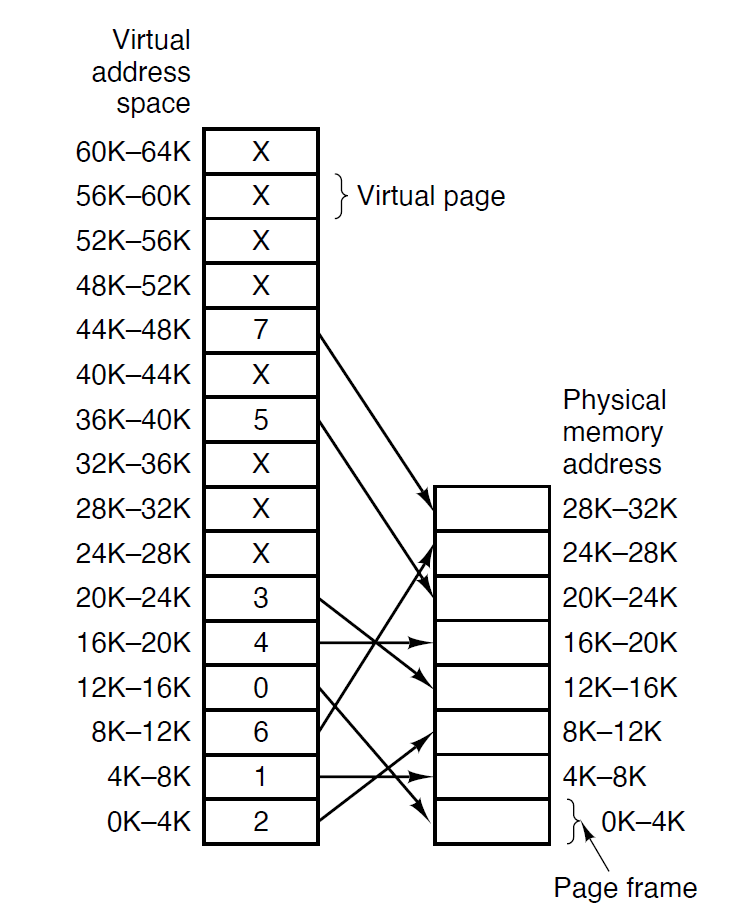 Virtual
address
space
60K–64K X
56K–60K X Virtual page
52K–56K X
48K–52K X
44K–48K 7
40K–44K X
36K–40K 5
32K–36K X
28K–32K X
24K–28K X
20K–24K 3
16K–20K 4
12K–16K 0
8K–12K 6
4K–8K 1
0K–4K 2
Physical
memory
address
28K–32K
24K–28K
20K–24K
16K–20K
12K–16K
8K–12K
4K–8K
0K–4K
Page frame